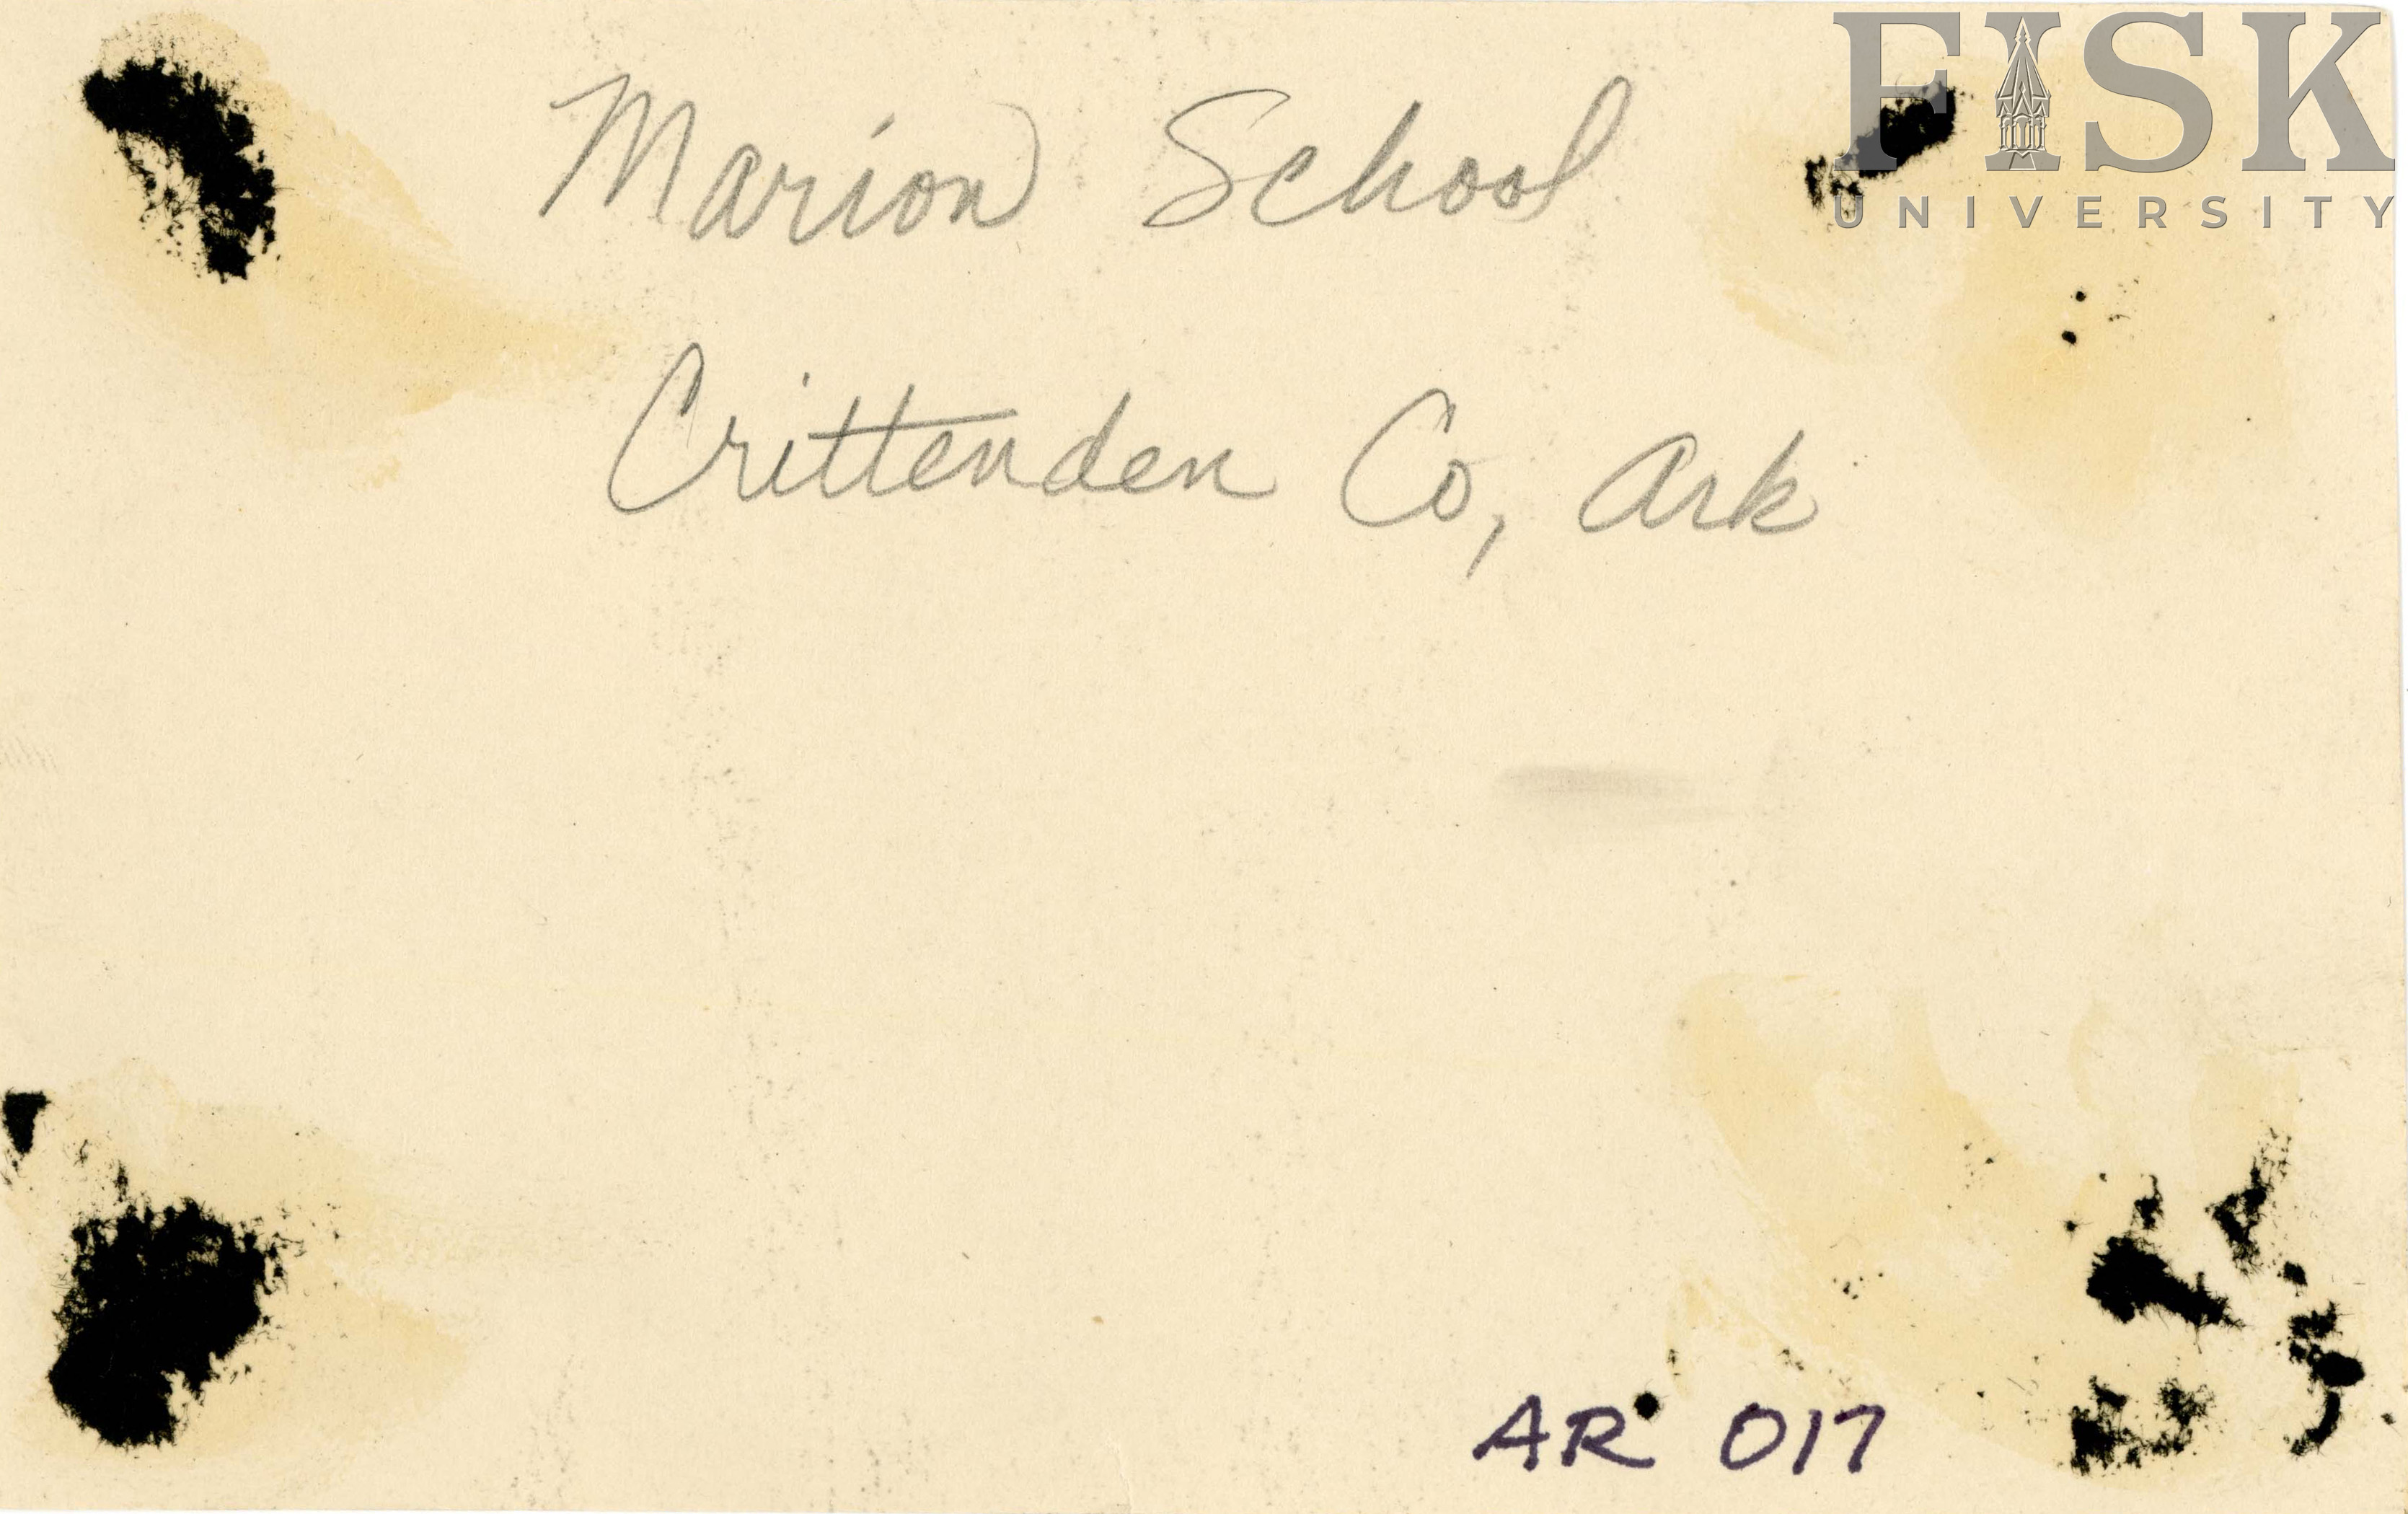 FISK
UNIVERSITY
Marion School
Crittenden Co, Ark
AR 017